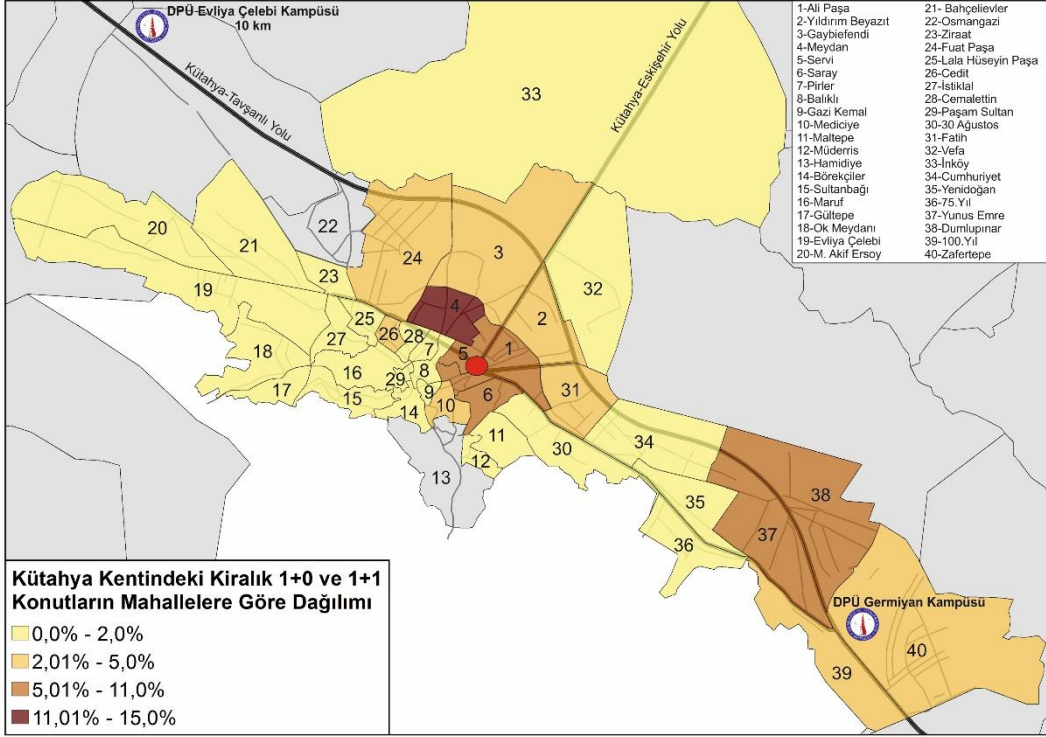 DPÜ Evliya Çelebi Kampüsü
10 km
Kütahya-Tavşanlı Yolu
Kütahya-Eskişehir Yolu
1-Ali Paşa
2-Yıldırım Beyazıt
3-Gaybiefendi
4-Meydan
5-Servi
6-Saray
7-Pirler
8-Balıklı
9-Gazi Kemal
10-Mediciye
11-Maltepe
12-Müderris
13-Hamidiye
14-Börekçiler
15-Sultanbağı
16-Maruf
17-Gültepe
18-Ok Meydanı
19-Evliya Çelebi
20-M. Akif Ersoy
21- Bahçelievler
22-Osmangazi
23-Ziraat
24-Fuat Paşa
25-Lala Hüseyin Paşa
26-Cedit
27-İstiklal
28-Cemalettin
29-Paşam Sultan
30-30 Ağustos
31-Fatih
32-Vefa
33-İnköy
34-Cumhuriyet
35-Yenidoğan
36-75.Yıl
37-Yunus Emre
38-Dumlupınar
39-100.Yıl
40-Zafertepe
33
20
21
22
23
24
3
19
4
2
32
25
26
28
27
7
5
1
18
16
29
8
9
6
31
17
15
14
10
11
12
30
34
13
35
36
37
38
DPÜ Germiyan Kampüsü
39
40
Kütahya Kentindeki Kiralık 1+0 ve 1+1
Konutların Mahallelere Göre Dağılımı
0,0% - 2,0%
2,01% - 5,0%
5,01% - 11,0%
11,01% - 15,0%